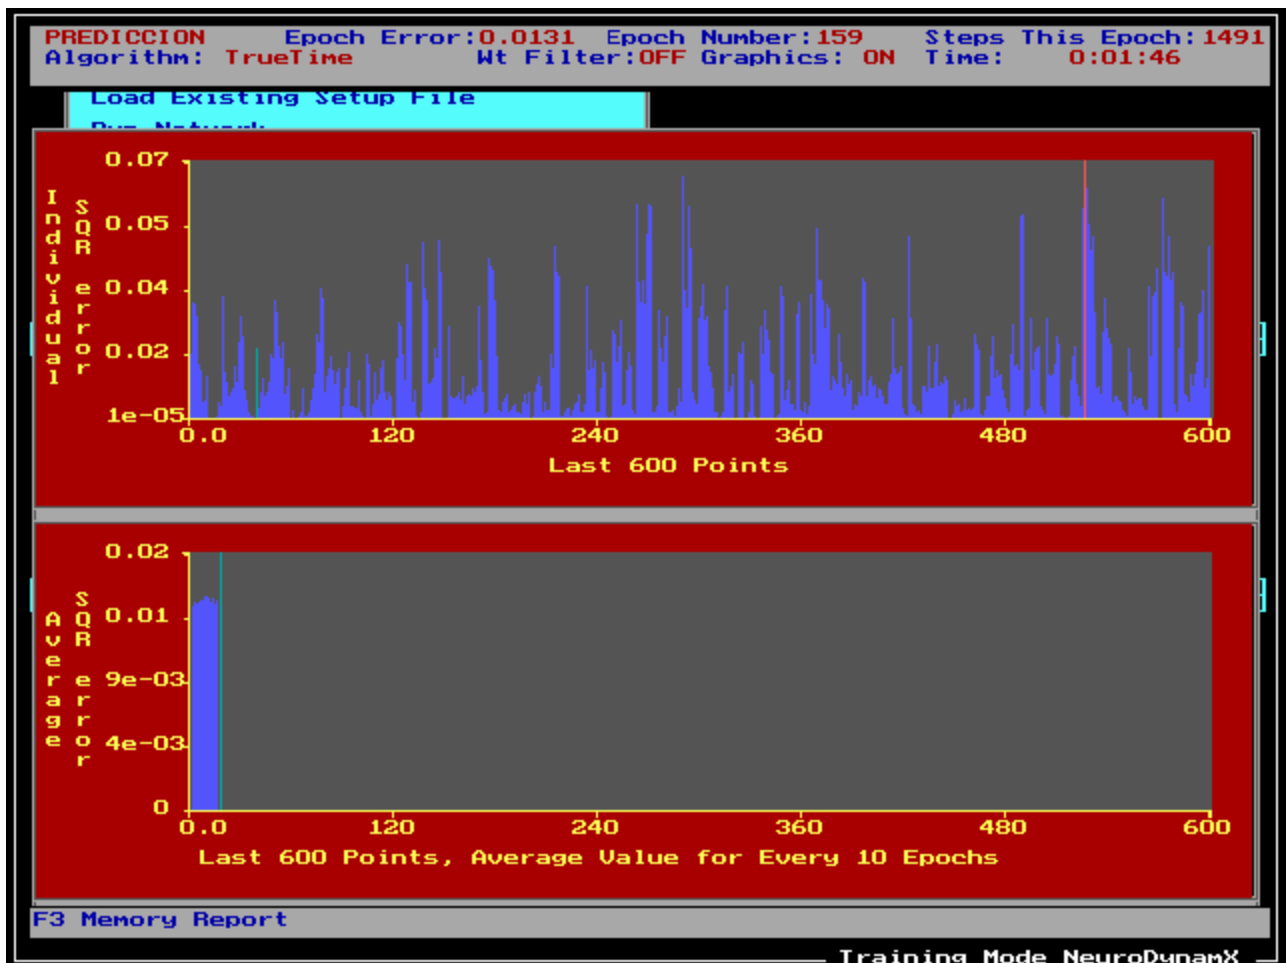 PREDICCION Epoch Error:0.0131 Epoch Number:159 Steps This Epoch:1491
Algorithm: TrueTime Wt Filter:OFF Graphics: ON Time: 0:01:46
Load Existing Setup File
Run Network
Individual SQR error
0.07
0.05
0.04
0.02
1e-05
0.0 120 240 360 480 600
Last 600 Points
Average SQR error
0.02
0.01
9e-03
4e-03
0
0.0 120 240 360 480 600
Last 600 Points, Average Value for Every 10 Epochs
F3 Memory Report
Training Mode NeuroDynamX